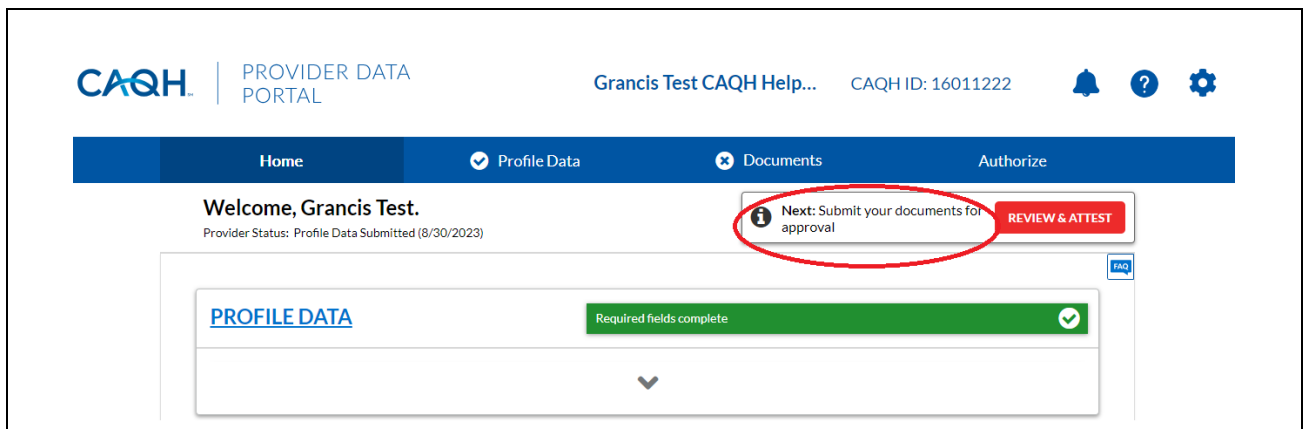 CAQH
PROVIDER DATA
PORTAL
Grancis Test CAQH Help...
CAQH ID: 16011222
?
Home
Profile Data
Documents
Authorize
Welcome, Grancis Test.
Provider Status: Profile Data Submitted (8/30/2023)
Next: Submit your documents for
approval
REVIEW & ATTEST
FAQ
PROFILE DATA
Required fields complete